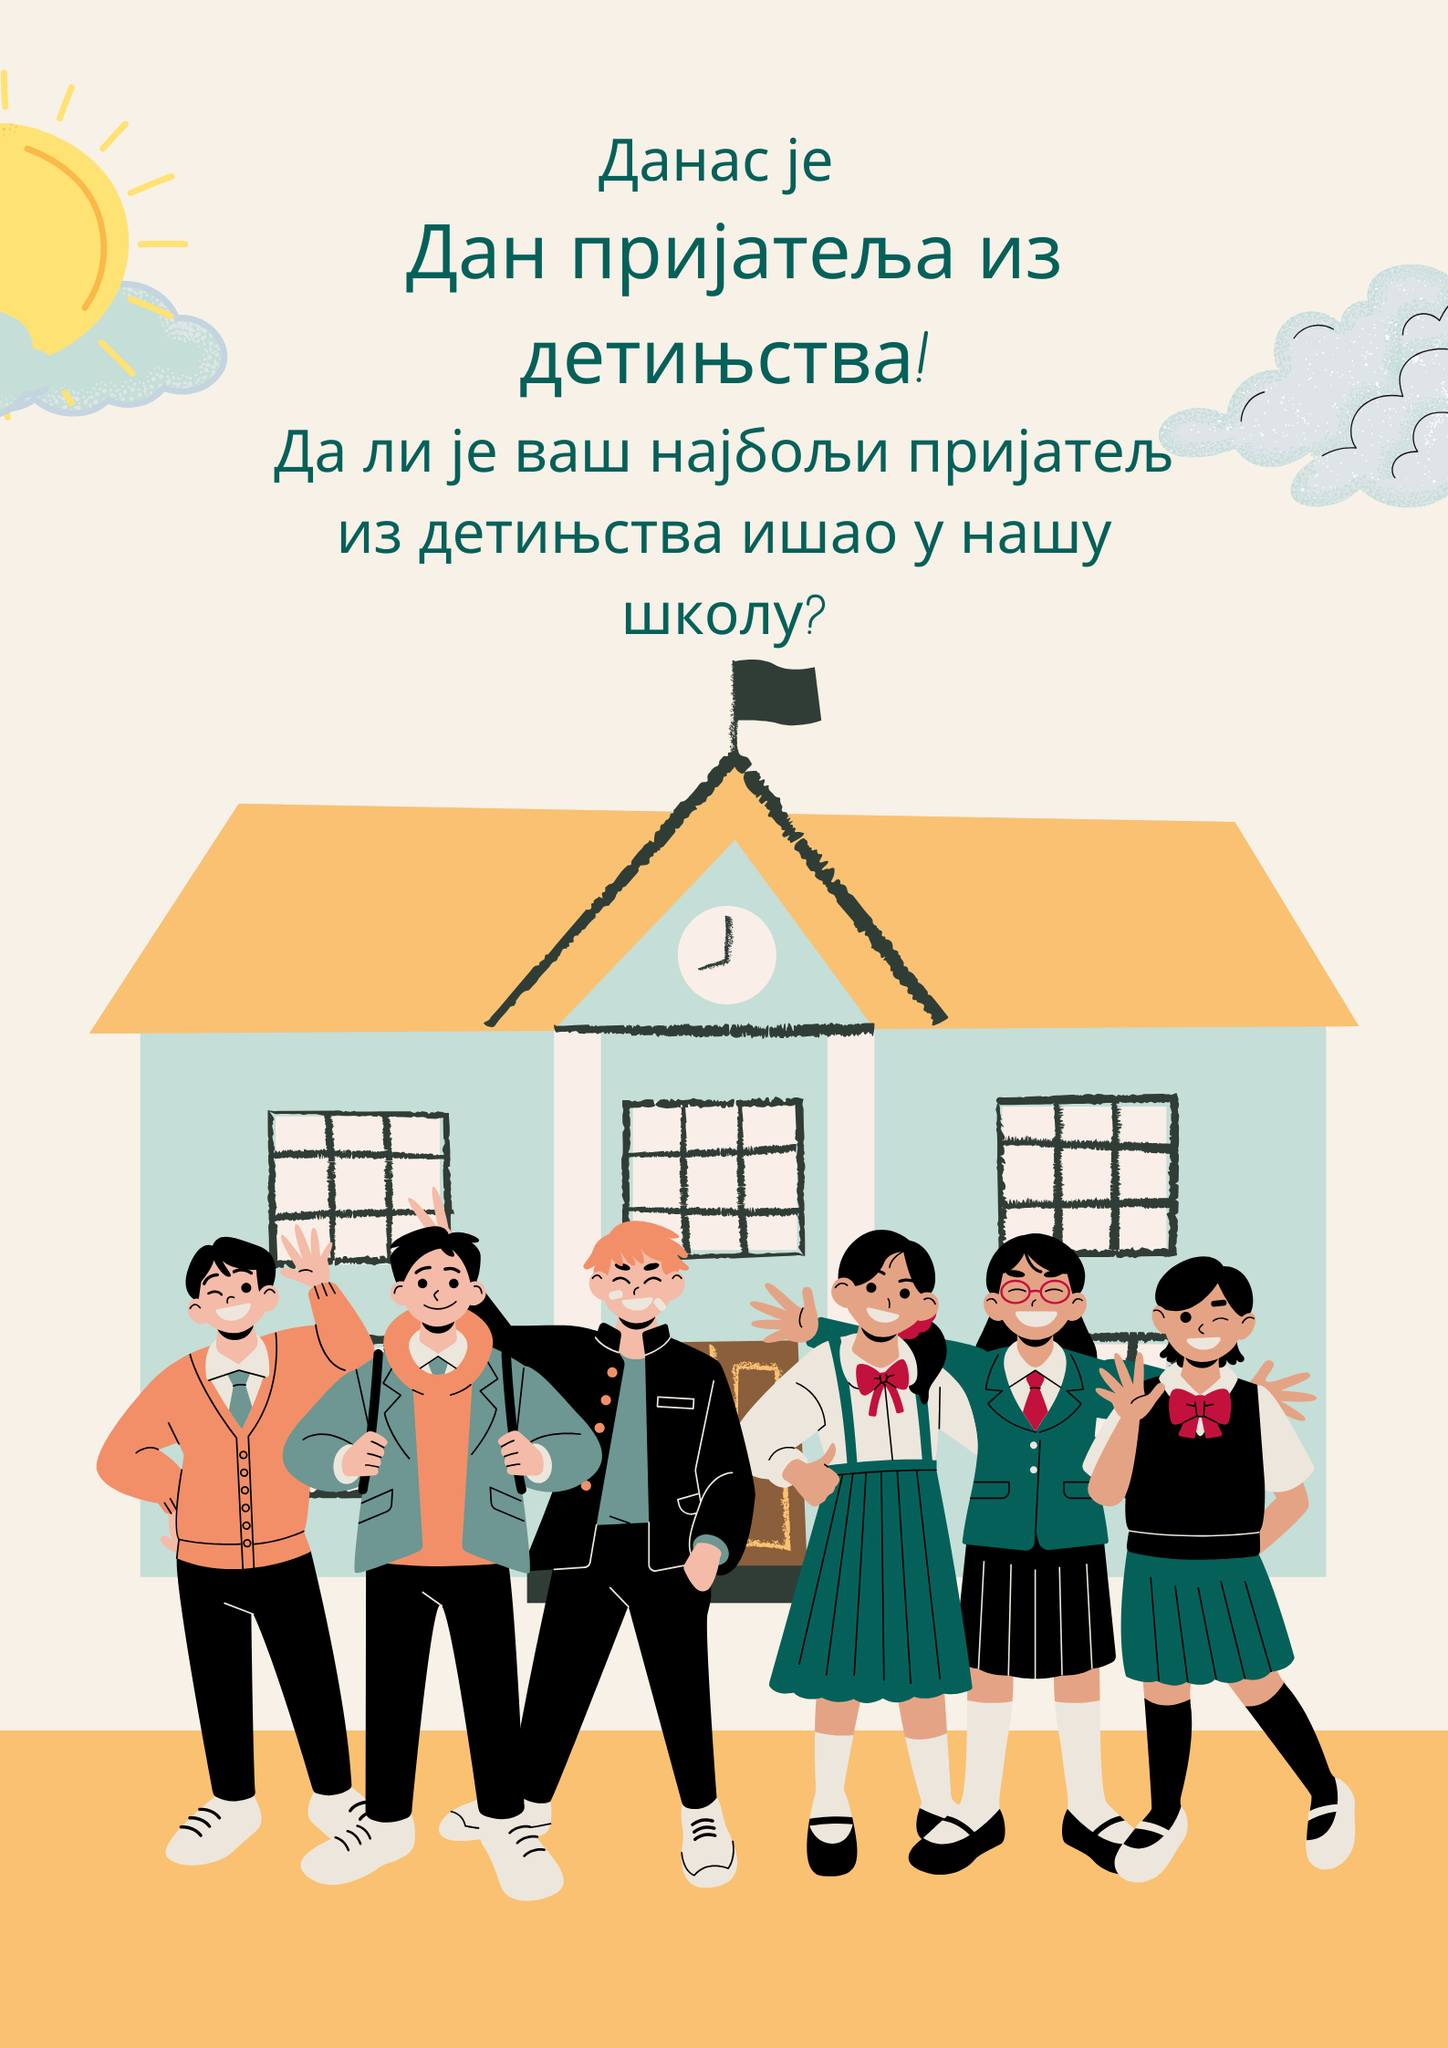 Данас је
Дан пријатеља из
детињства!
Да ли је ваш најбољи пријатељ
из детињства ишао у нашу
школу?